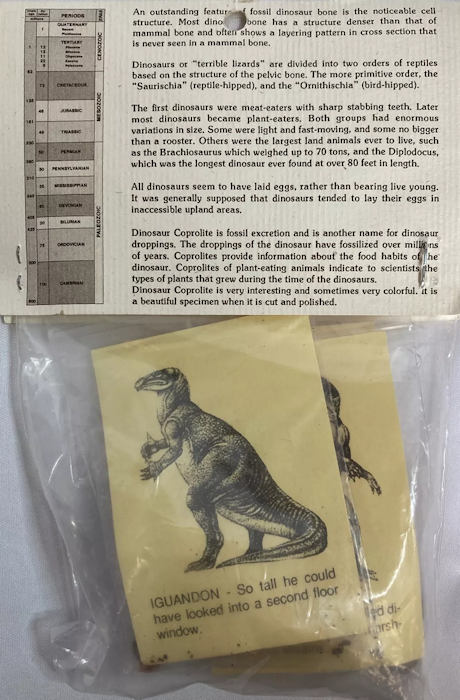 PERIODS
QUATERNARY
TERTIARY
CRETACEOUS
JURASSIC
TRIASSIC
PERMIAN
PENNSYLVANIAN
MISSISSIPPIAN
DEVONIAN
SILURIAN
ORDOVICIAN
CAMBRIAN
CENOZOIC
MESOZOIC
PALEOZOIC
An outstanding feature of fossil dinosaur bone is the noticeable cell
structure. Most dino bone has a structure denser than that of
mammal bone and often shows a layering pattern in cross section that
is never seen in a mammal bone.
Dinosaurs or "terrible lizards" are divided into two orders of reptiles
based on the structure of the pelvic bone. The more primitive order, the
"Saurischia" (reptile-hipped), and the "Ornithischia" (bird-hipped).
The first dinosaurs were meat-eaters with sharp stabbing teeth. Later
most dinosaurs became plant-eaters. Both groups had enormous
variations in size. Some were light and fast-moving, and some no bigger
than a rooster. Others were the largest land animals ever to live, such
as the Brachiosaurus which weighed up to 70 tons, and the Diplodocus,
which was the longest dinosaur ever found at over 80 feet in length.
All dinosaurs seem to have laid eggs, rather than bearing live young.
It was generally supposed that dinosaurs tended to lay their eggs in
inaccessible upland areas.
Dinosaur Coprolite is fossil excretion and is another name for dinosaur
droppings. The droppings of the dinosaur have fossilized over millions
of years. Coprolites provide information about the food habits of the
dinosaur. Coprolites of plant-eating animals indicate to scientists the
types of plants that grew during the time of the dinosaurs.
Dinosaur Coprolite is very interesting and sometimes very colorful. It is
a beautiful specimen when it is cut and polished.
IGUANDON - So tall he could
have looked into a second floor
window.
ed di-
arsh-